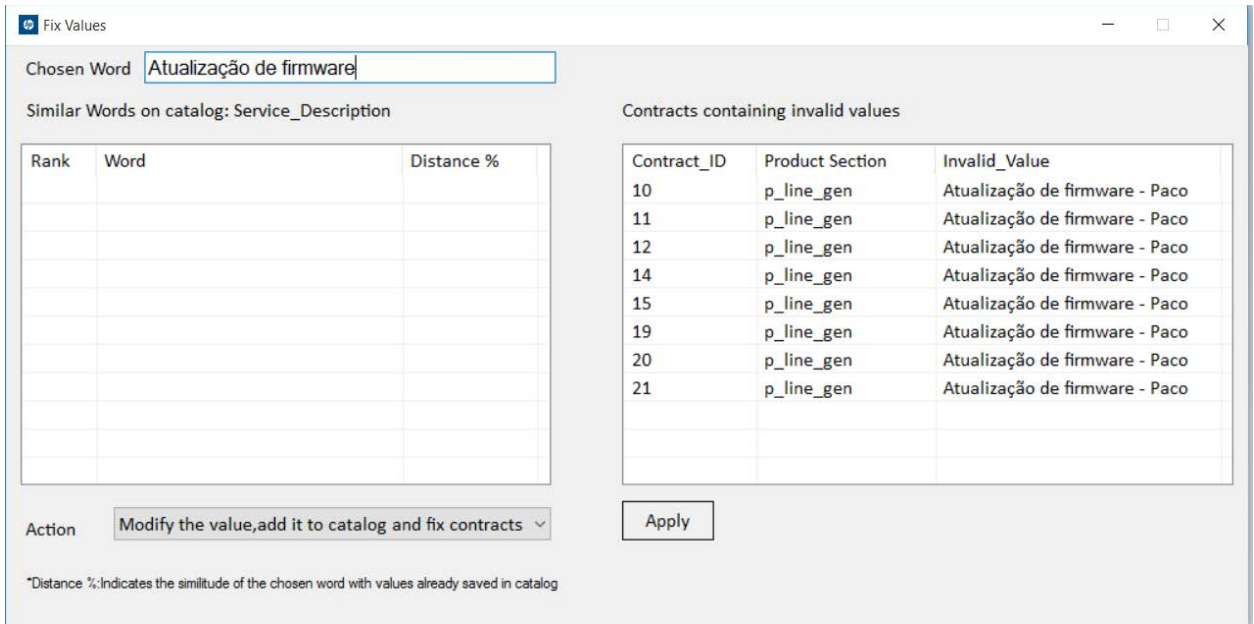 Fix Values
Chosen Word Atualização de firmware
Similar Words on catalog: Service_Description
Rank Word Distance %
Contracts containing invalid values
Contract_ID Product Section Invalid_Value
10 p_line_gen Atualização de firmware - Paco
11 p_line_gen Atualização de firmware - Paco
12 p_line_gen Atualização de firmware - Paco
14 p_line_gen Atualização de firmware - Paco
15 p_line_gen Atualização de firmware - Paco
19 p_line_gen Atualização de firmware - Paco
20 p_line_gen Atualização de firmware - Paco
21 p_line_gen Atualização de firmware - Paco
Action Modify the value,add it to catalog and fix contracts
Apply
*Distance %:Indicates the similitude of the chosen word with values already saved in catalog